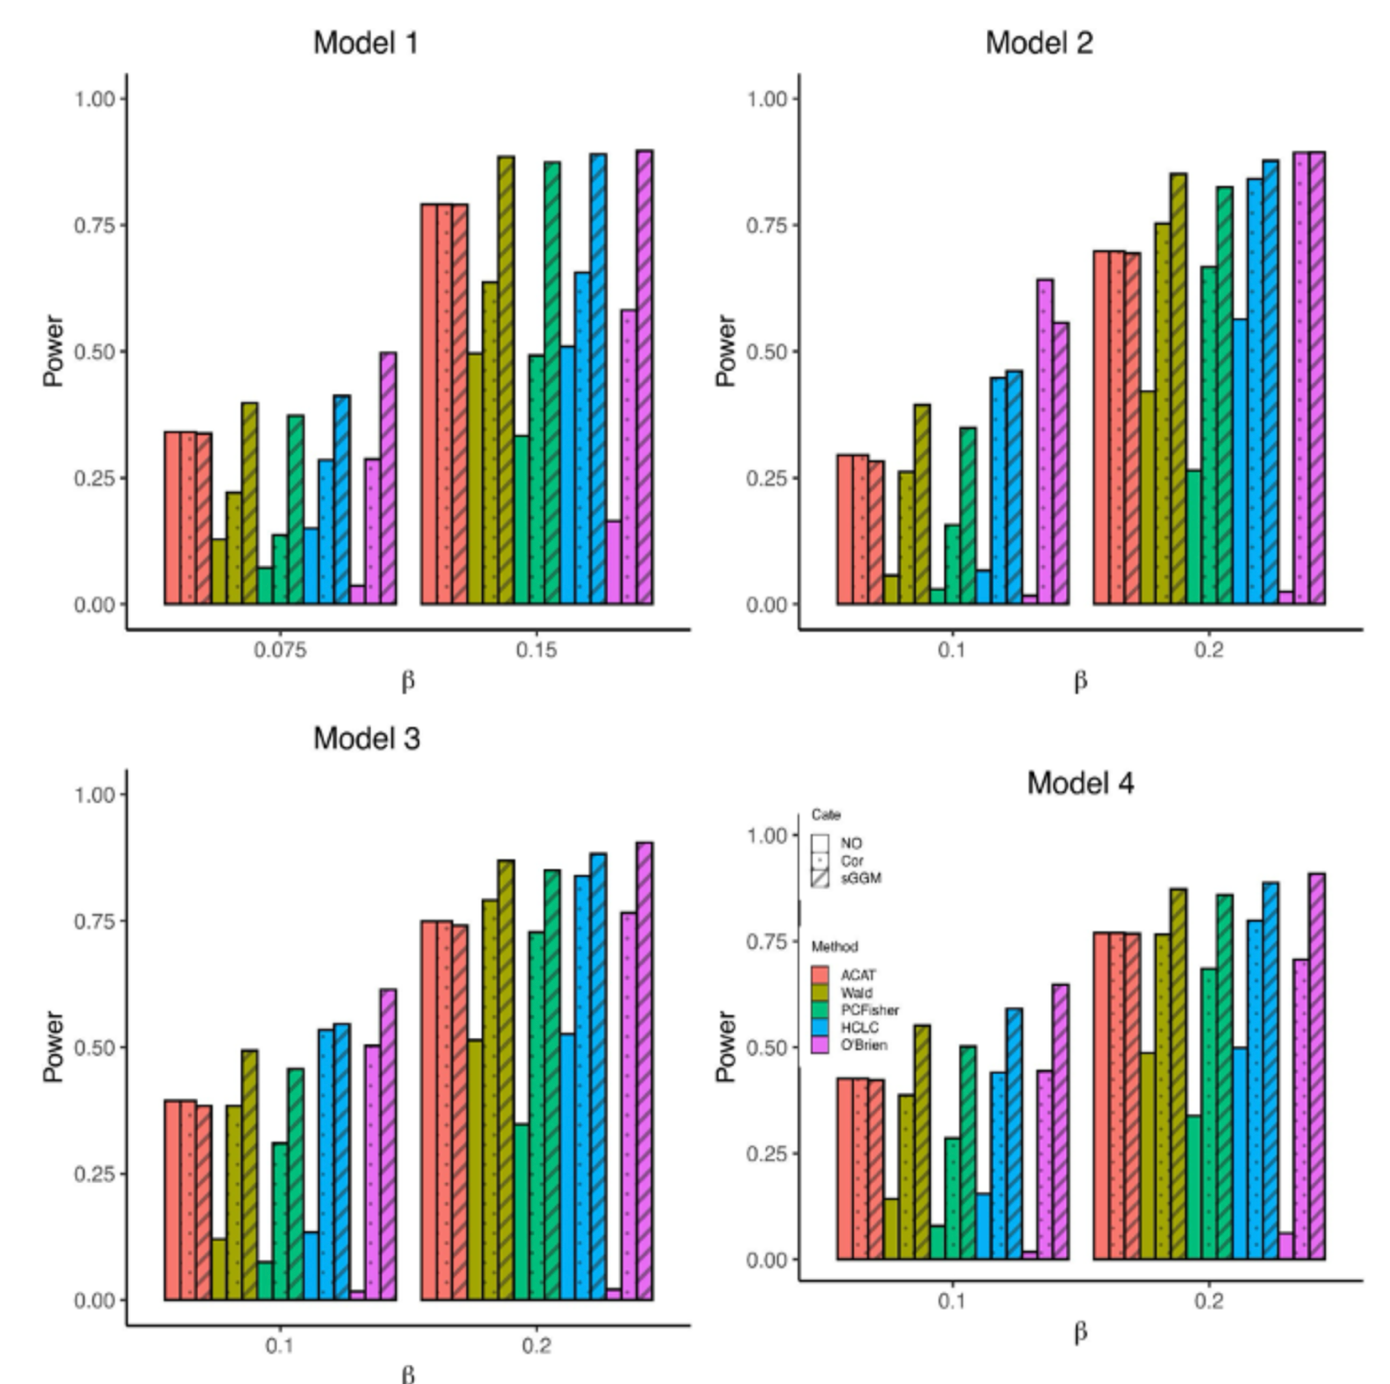 Model 1
1.00
0.75
0.50
0.25
0.00
Power
0.075 0.15
β
Model 2
1.00
0.75
0.50
0.25
0.00
Power
0.1 0.2
β
Model 3
1.00
0.75
0.50
0.25
0.00
Power
0.1 0.2
β
Model 4
1.00
0.75
0.50
0.25
0.00
Power
Cate
NO
Cor
sGGM
Method
ACAT
Wald
PCFisher
HCLC
O'Brien
0.1 0.2
β